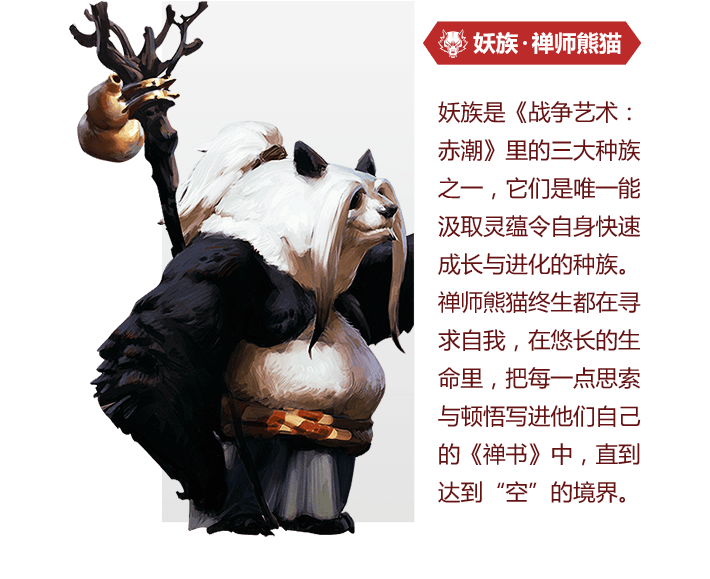 妖族·禅师熊猫
妖族是《战争艺术：
赤潮》里的三大种族
之一，它们是唯一能
汲取灵蕴令自身快速
成长与进化的种族。
禅师熊猫终生都在寻
求自我，在悠长的生
命里，把每一点思索
与顿悟写进他们自己
的《禅书》中，直到
达到“空”的境界。